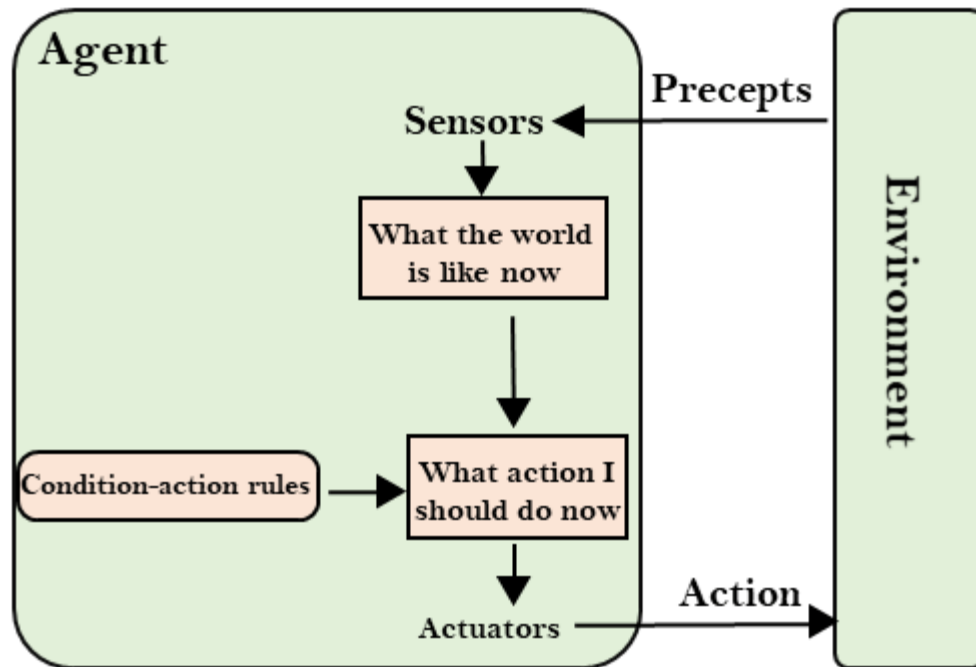 Agent
Precepts
Sensors
What the world
is like now
Environment
Condition-action rules
What action I
should do now
Action
Actuators